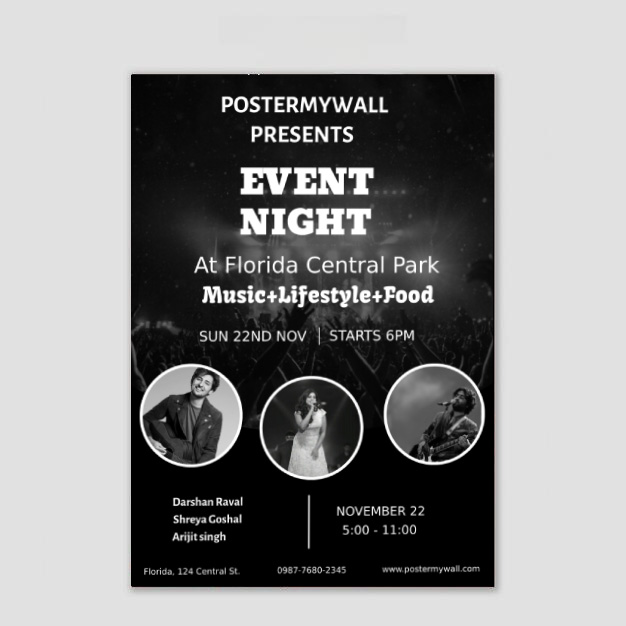 POSTERMYWALL
PRESENTS
EVENT
NIGHT
At Florida Central Park
Music+Lifestyle+Food
SUN 22ND NOV | STARTS 6PM
Darshan Raval
Shreya Goshal
Arijit singh
NOVEMBER 22
5:00 - 11:00
Florida, 124 Central St.
0987-7680-2345
www.postermywall.com